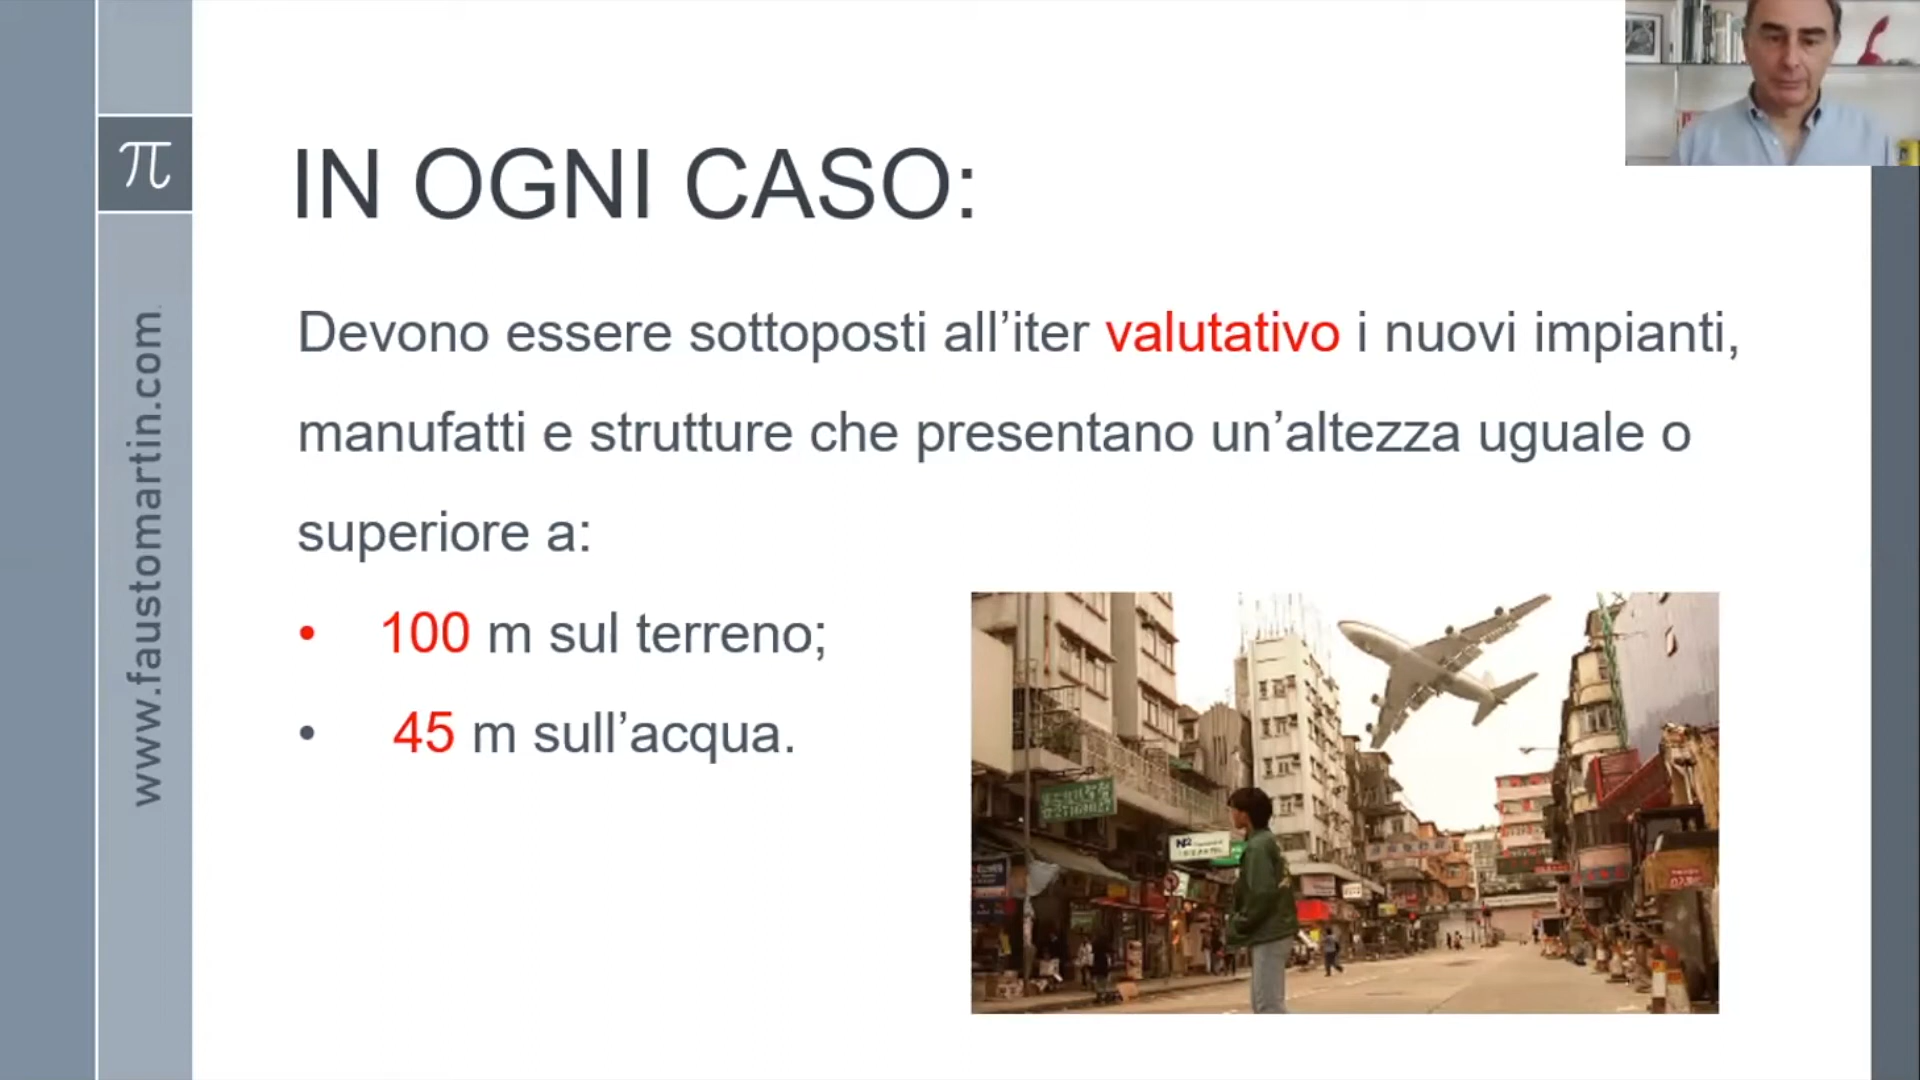 IN OGNI CASO:
Devono essere sottoposti all’iter valutativo i nuovi impianti,
manufatti e strutture che presentano un’altezza uguale o
superiore a:
• 100 m sul terreno;
• 45 m sull’acqua.
π
www.faustomartin.com